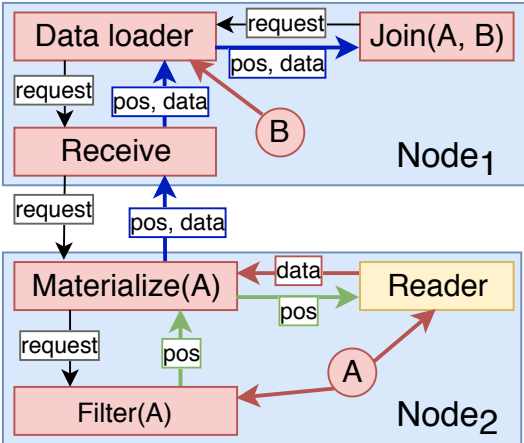 request
Data loader
Join(A, B)
pos, data
request
pos, data
B
Receive
Node1
request
pos, data
Materialize(A)
data
Reader
pos
request
pos
A
Filter(A)
Node2